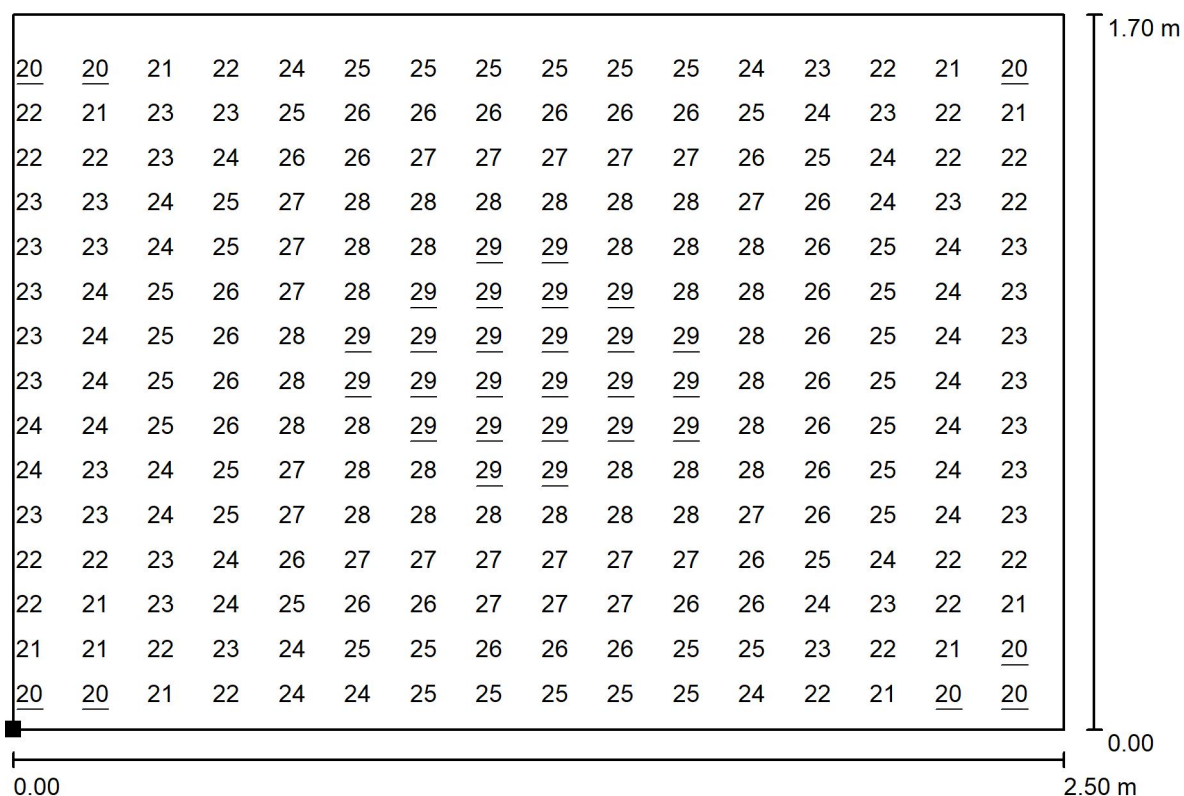 1.70 m
20 20 21 22 24 25 25 25 25 25 25 24 23 22 21 20
22 21 23 23 25 26 26 26 26 26 26 25 24 23 22 21
22 22 23 24 26 26 27 27 27 27 27 26 25 24 22 22
23 23 24 25 27 28 28 28 28 28 28 27 26 24 23 22
23 23 24 25 27 28 28 29 29 28 28 28 26 25 24 23
23 24 25 26 27 28 29 29 29 29 28 28 26 25 24 23
23 24 25 26 28 29 29 29 29 29 29 28 26 25 24 23
23 24 25 26 28 29 29 29 29 29 29 28 26 25 24 23
24 24 25 26 28 28 29 29 29 29 29 28 26 25 24 23
24 23 24 25 27 28 28 29 29 28 28 28 26 25 24 23
23 23 24 25 27 28 28 28 28 28 28 27 26 25 24 23
22 22 23 24 26 27 27 27 27 27 27 26 25 24 22 22
22 21 23 24 25 26 26 27 27 27 26 26 24 23 22 21
21 21 22 23 24 25 25 26 26 26 25 25 23 22 21 20
20 20 21 22 24 24 25 25 25 25 25 24 22 21 20 20
0.00
0.00 2.50 m